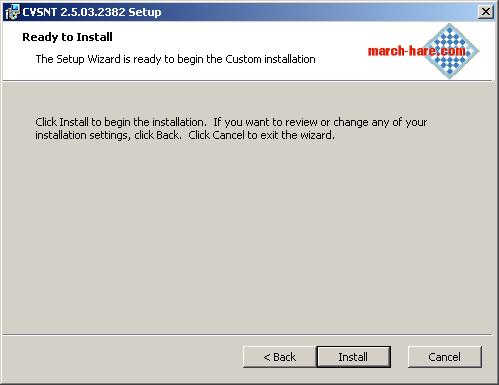 CVSNT 2.5.03.2382 Setup
Ready to Install
The Setup Wizard is ready to begin the Custom installation
march-hare.com
Click Install to begin the installation. If you want to review or change any of your
installation settings, click Back. Click Cancel to exit the wizard.
< Back
Install
Cancel